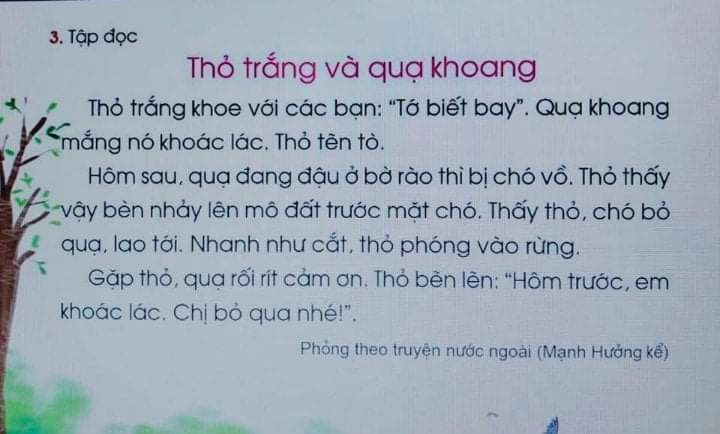 3. Tập đọc
Thỏ trắng và quạ khoang
Thỏ trắng khoe với các bạn: “Tớ biết bay”. Quạ khoang
mắng nó khoác lác. Thỏ tẽn tò.
Hôm sau, quạ đang đậu ở bờ rào thì bị chó vồ. Thỏ thấy
vậy bèn nhảy lên mô đất trước mặt chó. Thấy thỏ, chó bỏ
quạ, lao tới. Nhanh như cắt, thỏ phóng vào rừng.
Gặp thỏ, quạ rối rít cảm ơn. Thỏ bẽn lẽn: “Hôm trước, em
khoác lác. Chị bỏ qua nhé!”.
Phỏng theo truyện nước ngoài (Mạnh Hưởng kể)